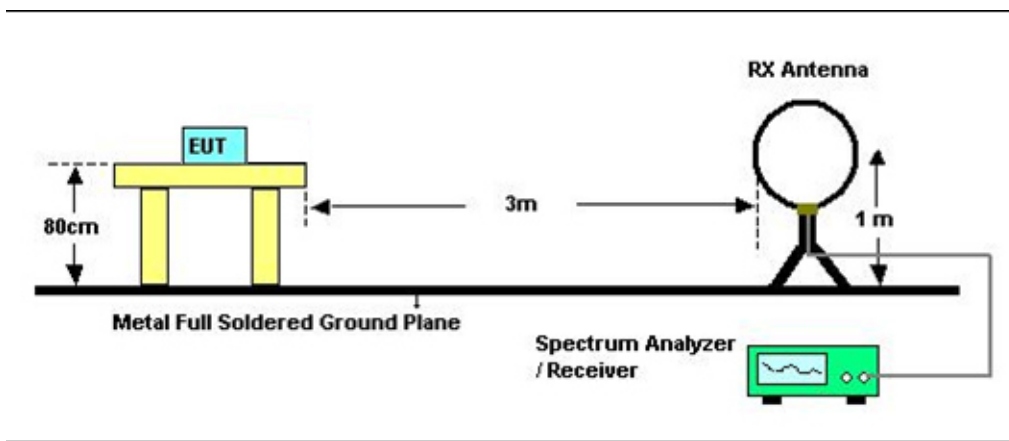 RX Antenna
EUT
80cm
3m
1 m
Metal Full Soldered Ground Plane
Spectrum Analyzer
/ Receiver